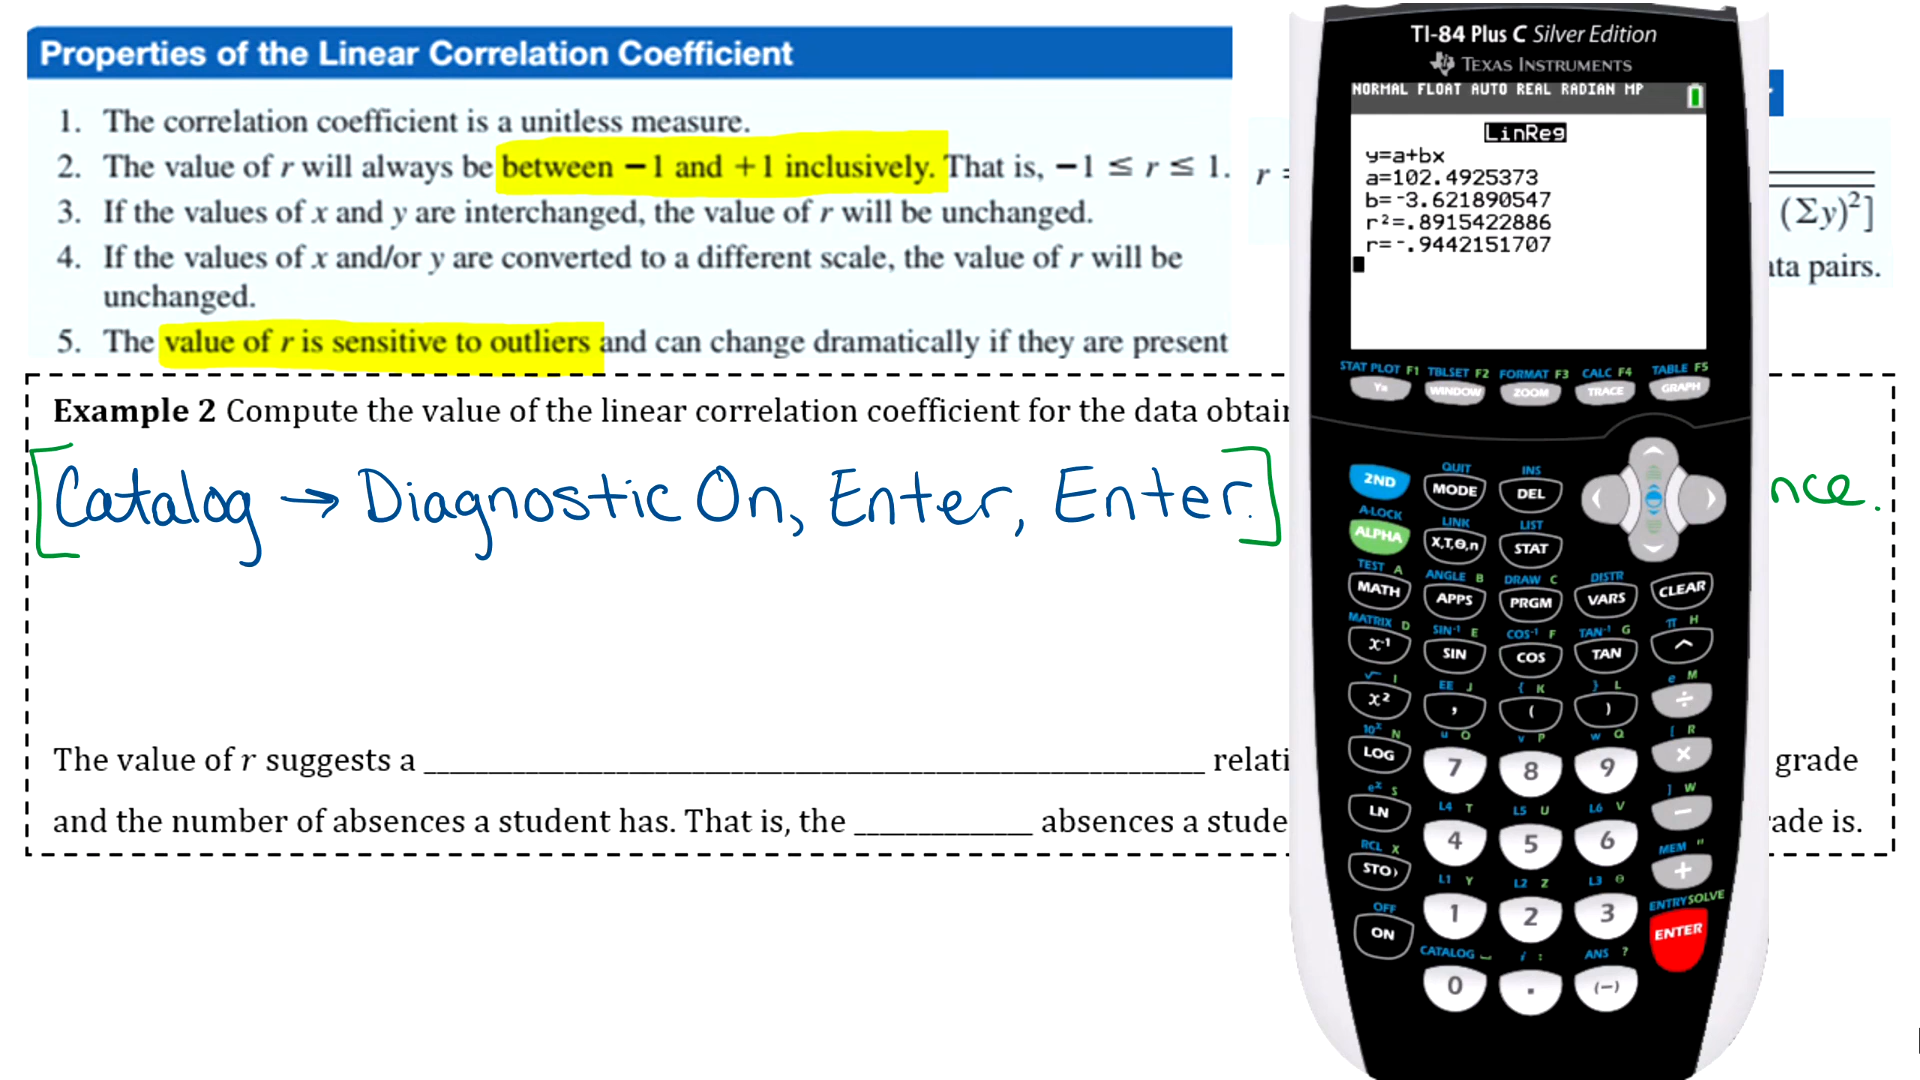 Properties of the Linear Correlation Coefficient
1. The correlation coefficient is a unitless measure.
2. The value of r will always be between −1 and +1 inclusively. That is, −1 ≤ r ≤ 1.
3. If the values of x and y are interchanged, the value of r will be unchanged.
4. If the values of x and/or y are converted to a different scale, the value of r will be
unchanged.
5. The value of r is sensitive to outliers and can change dramatically if they are present
r =
(Σy)²]
ata pairs.
Example 2 Compute the value of the linear correlation coefficient for the data obtain
[Catalog → Diagnostic On, Enter, Enter.]
nce.
The value of r suggests a ____________ relati
grade
and the number of absences a student has. That is, the ____________ absences a stude
ade is.
TI-84 Plus C Silver Edition
TEXAS INSTRUMENTS
NORMAL FLOAT AUTO REAL RADIAN MP
LinReg
y=a+bx
a=102.4925373
b=-3.621890547
r²=.8915422886
r=-.9442151707
STAT PLOT F1 TBLSET F2 FORMAT F3 CALC F4 TABLE F5
Y= WINDOW ZOOM TRACE GRAPH
QUIT INS
2ND MODE DEL
A-LOCK LINK LIST
ALPHA X,T,Θ,n STAT
TEST A ANGLE B DRAW C DISTR
MATH APPS PRGM VARS CLEAR
MATRIX D SIN⁻¹ E COS⁻¹ F TAN⁻¹ G π H
x⁻¹ SIN COS TAN ^
√ I EE J { K } L e M
x² , ( ) ÷
10ˣ N u O v P w Q [ R
LOG 7 8 9 ×
eˣ S L4 T L5 U L6 V ] W
LN 4 5 6 −
RCL X L1 Y L2 Z L3 θ MEM "
STO› 1 2 3 +
OFF CATALOG ⎵ i : ANS ? ENTRY SOLVE
ON 0 . (−) ENTER